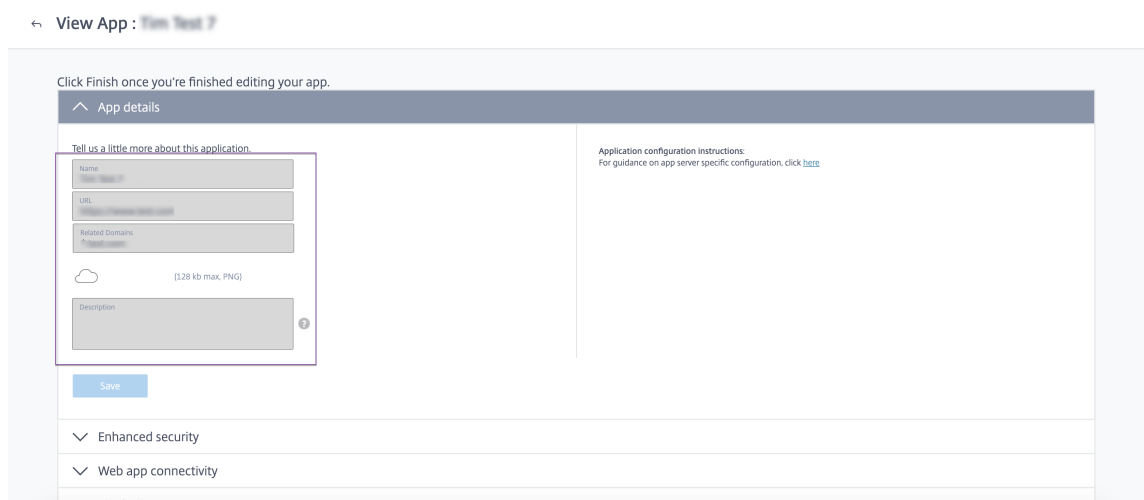 View App :
Click Finish once you're finished editing your app.
App details
Tell us a little more about this application.
Name
URL
Related Domains
(128 kb max, PNG)
Description
?
Save
Application configuration instructions:
For guidance on app server specific configuration, click here
Enhanced security
Web app connectivity